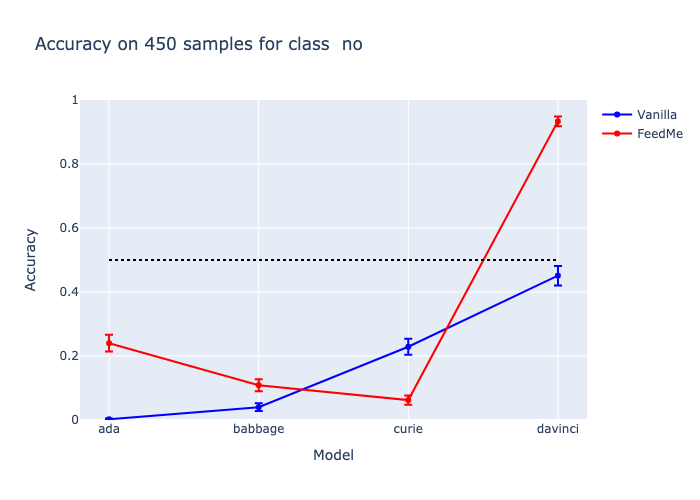 Accuracy on 450 samples for class  no
Vanilla
FeedMe
1
0.8
0.6
0.4
0.2
0
Accuracy
ada
babbage
curie
davinci
Model